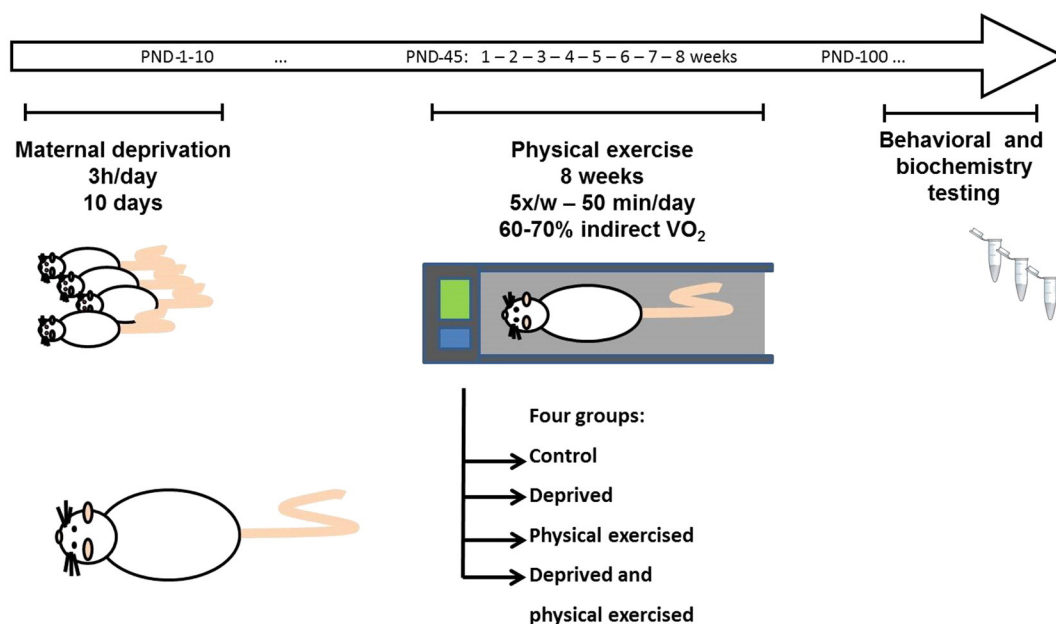 PND-1-10 ... PND-45: 1 – 2 – 3 – 4 – 5 – 6 – 7 – 8 weeks PND-100 ...
Maternal deprivation
3h/day
10 days
Physical exercise
8 weeks
5x/w – 50 min/day
60-70% indirect VO₂
Behavioral and
biochemistry
testing
Four groups:
Control
Deprived
Physical exercised
Deprived and
physical exercised